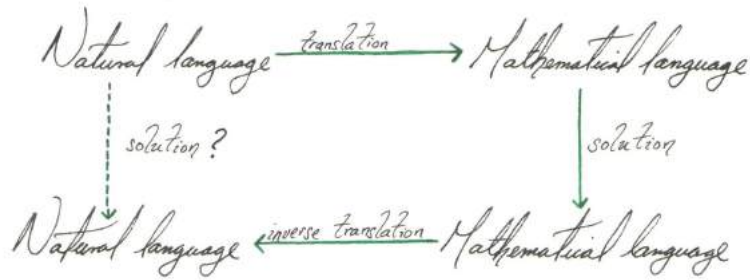 Natural language translation Mathematical language
solution ? solution
Natural language inverse translation Mathematical language